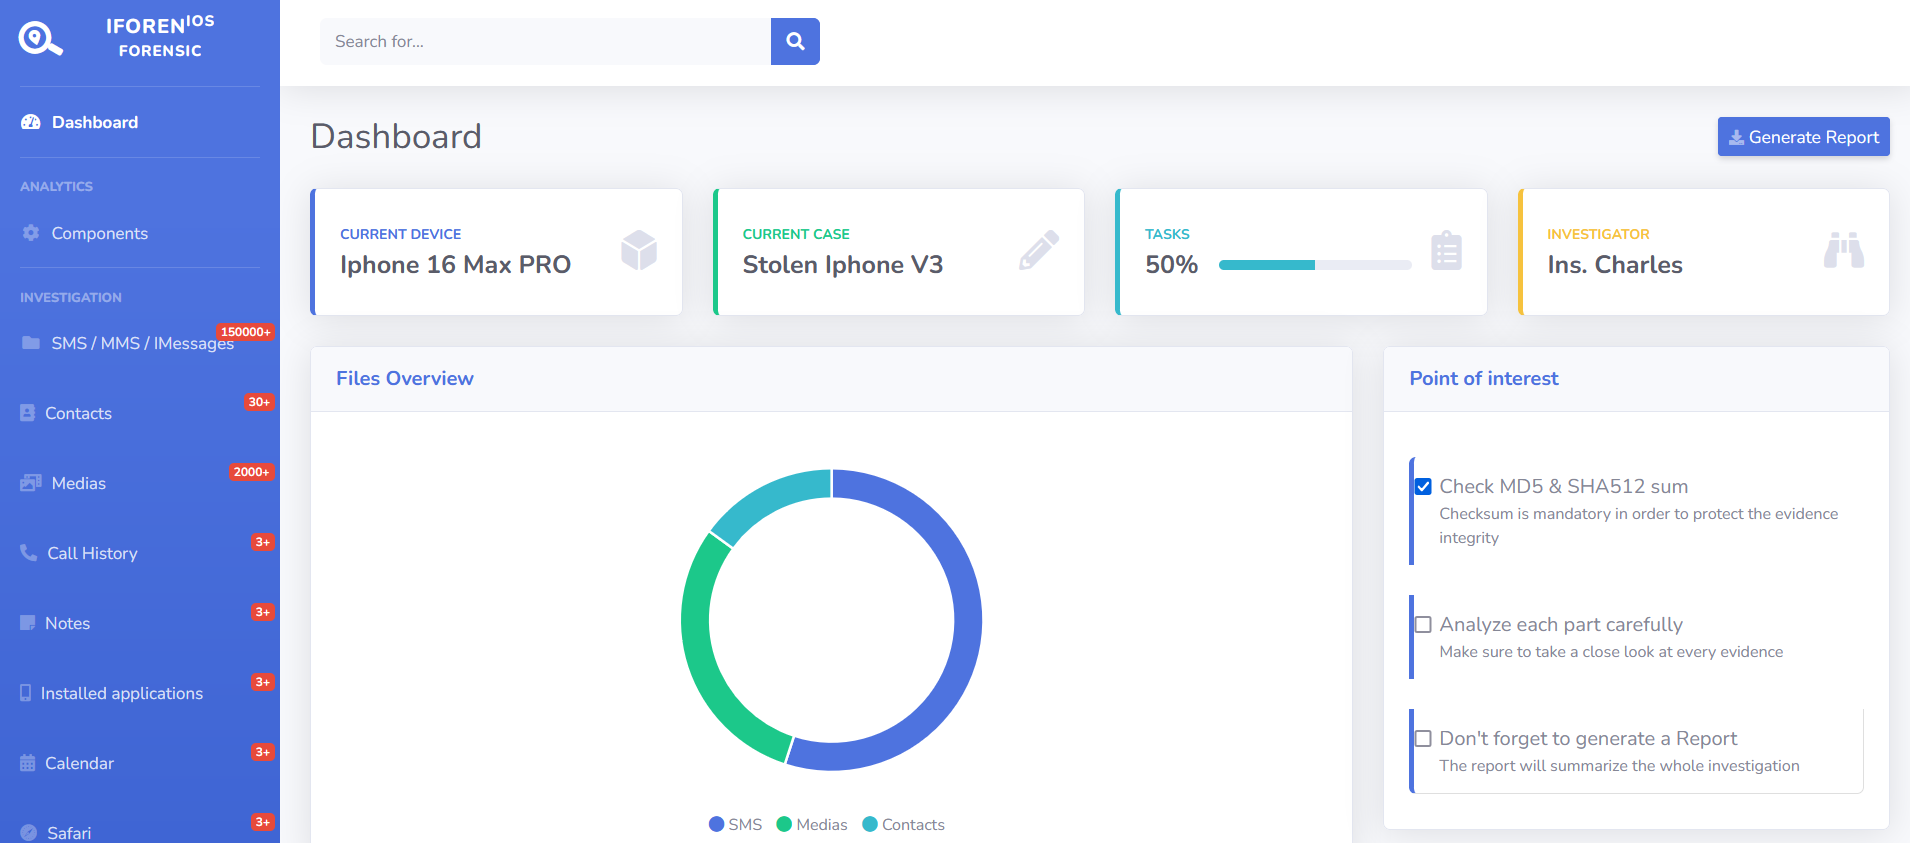 IFOREN IOS
FORENSIC
Dashboard
ANALYTICS
Components
INVESTIGATION
SMS / MMS / IMessages
150000+
Contacts
30+
Medias
2000+
Call History
3+
Notes
3+
Installed applications
3+
Calendar
3+
Safari
3+
Search for...
Dashboard
Generate Report
CURRENT DEVICE
Iphone 16 Max PRO
CURRENT CASE
Stolen Iphone V3
TASKS
50%
INVESTIGATOR
Ins. Charles
Files Overview
SMS Medias Contacts
Point of interest
Check MD5 & SHA512 sum
Checksum is mandatory in order to protect the evidence
integrity
Analyze each part carefully
Make sure to take a close look at every evidence
Don't forget to generate a Report
The report will summarize the whole investigation